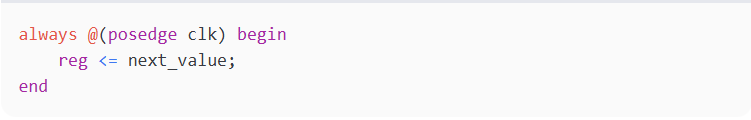 always @(posedge clk) begin
    reg <= next_value;
end